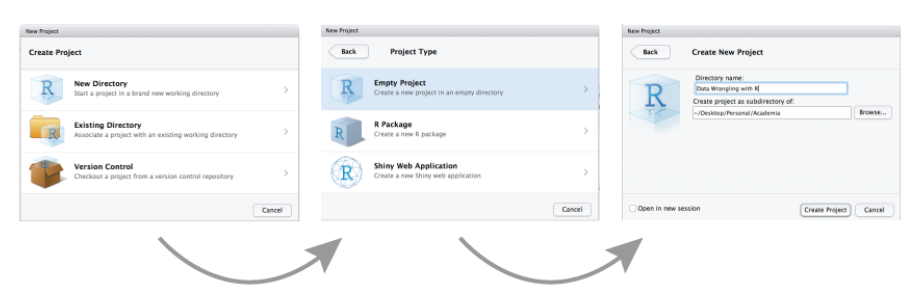 New Project
Create Project
R
New Directory
Start a project in a brand new working directory
R
Existing Directory
Associate a project with an existing working directory
Version Control
Checkout a project from a version control repository
Cancel
New Project
Back
Project Type
R
Empty Project
Create a new project in an empty directory
R
R Package
Create a new R package
R
Shiny Web Application
Create a new Shiny web application
Cancel
New Project
Back
Create New Project
R
Directory name:
Data Wrangling with R
Create project as subdirectory of:
~/Desktop/Personal/Academia
Browse...
Open in new session
Create Project
Cancel